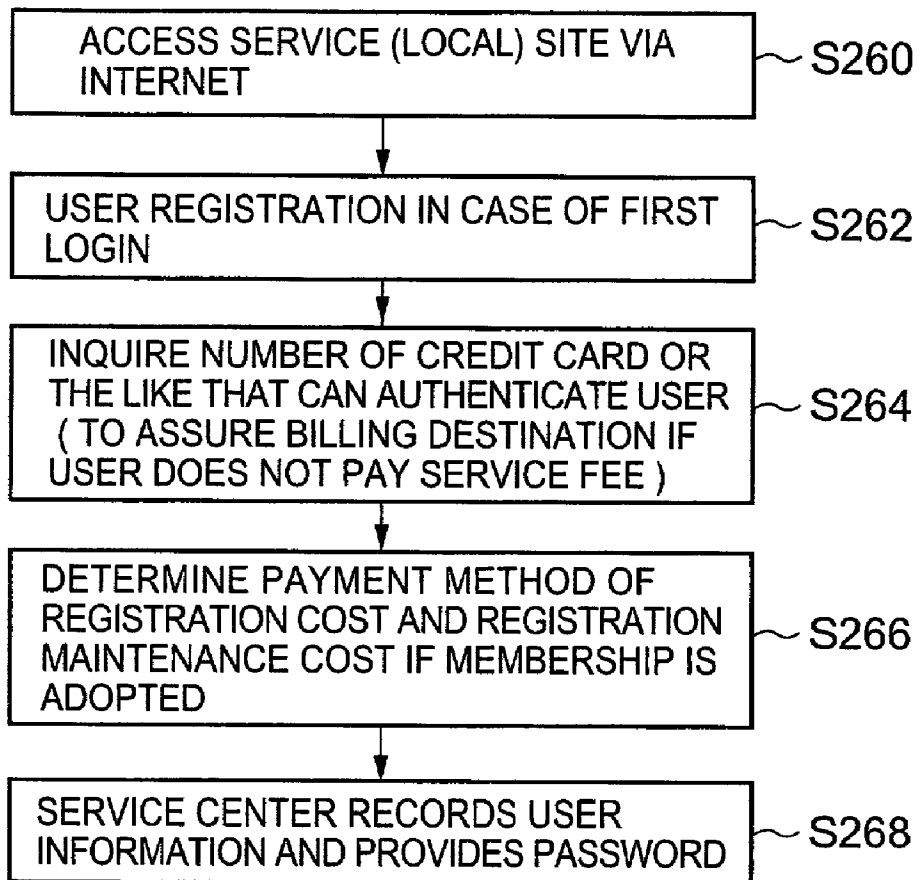 ACCESS SERVICE (LOCAL) SITE VIA
INTERNET
S260
USER REGISTRATION IN CASE OF FIRST
LOGIN
S262
INQUIRE NUMBER OF CREDIT CARD OR
THE LIKE THAT CAN AUTHENTICATE USER
( TO ASSURE BILLING DESTINATION IF
USER DOES NOT PAY SERVICE FEE )
S264
DETERMINE PAYMENT METHOD OF
REGISTRATION COST AND REGISTRATION
MAINTENANCE COST IF MEMBERSHIP IS
ADOPTED
S266
SERVICE CENTER RECORDS USER
INFORMATION AND PROVIDES PASSWORD
S268